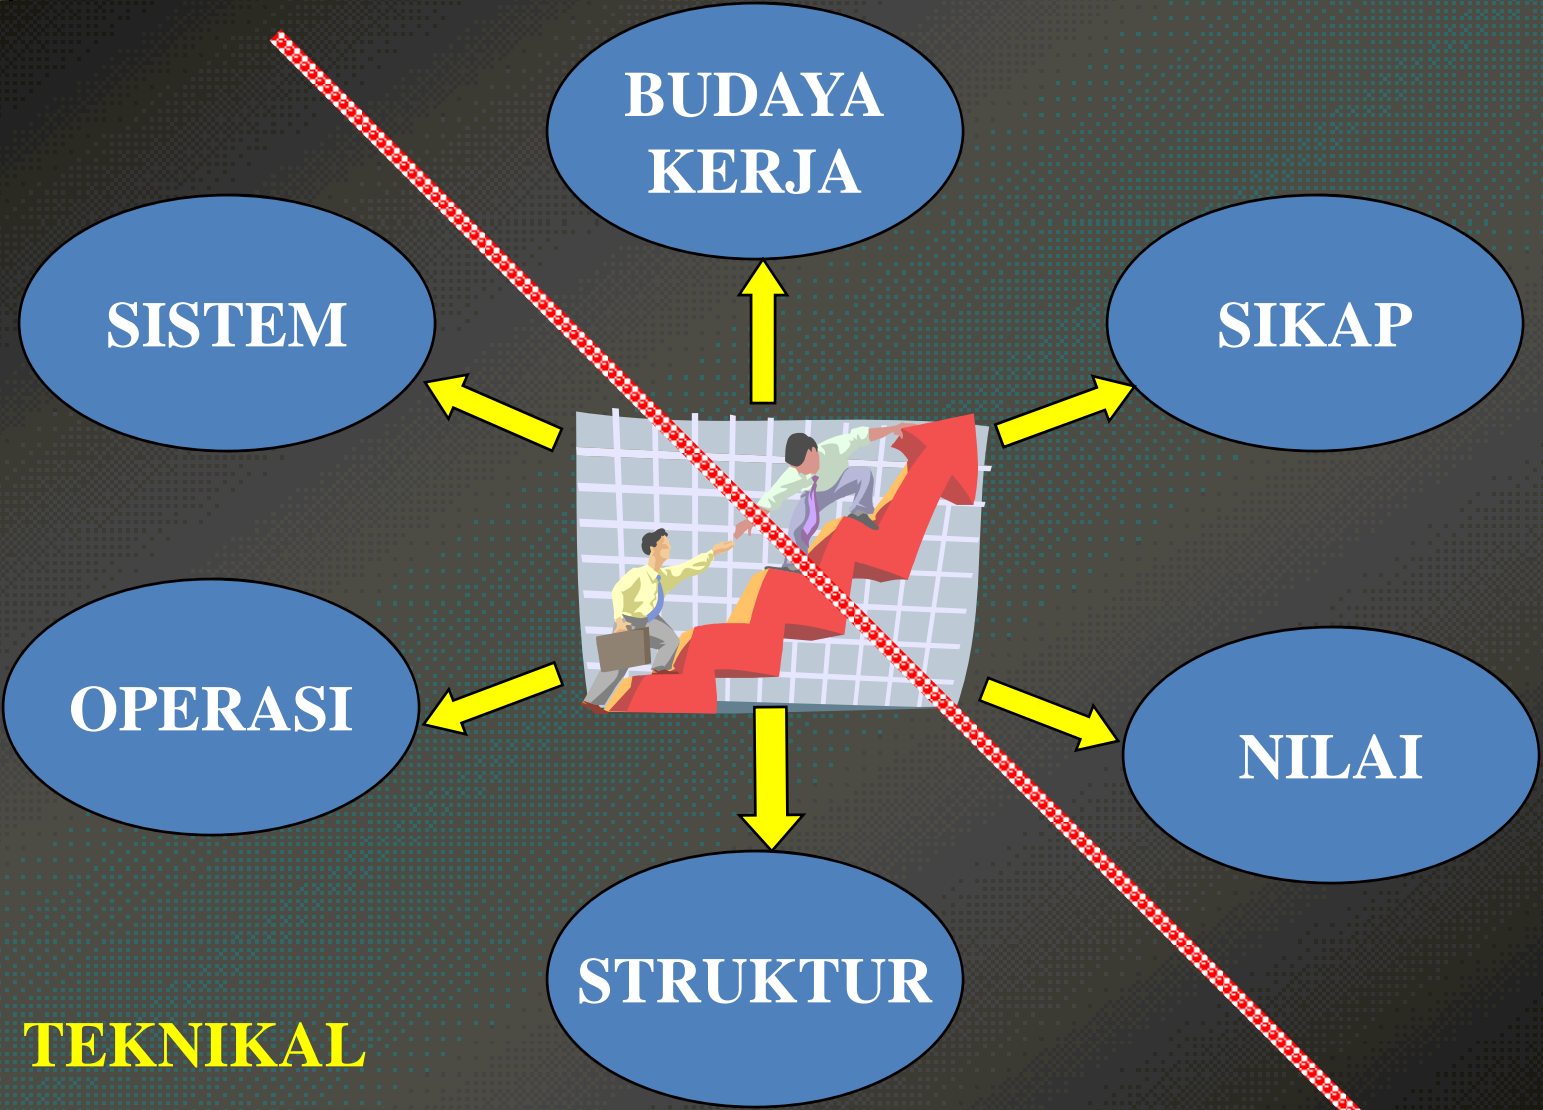 BUDAYA
KERJA
SISTEM
SIKAP
OPERASI
NILAI
STRUKTUR
TEKNIKAL